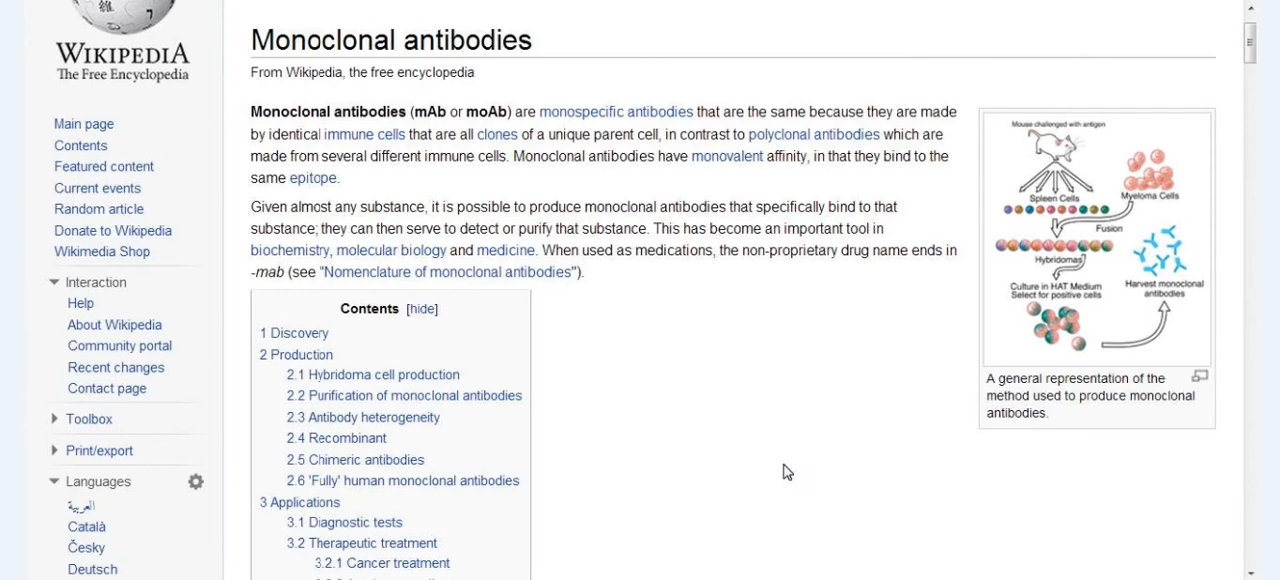 WIKIPEDIA
The Free Encyclopedia
Main page
Contents
Featured content
Current events
Random article
Donate to Wikipedia
Wikimedia Shop
Interaction
Help
About Wikipedia
Community portal
Recent changes
Contact page
Toolbox
Print/export
Languages
العربية
Català
Česky
Deutsch
Monoclonal antibodies
From Wikipedia, the free encyclopedia
Monoclonal antibodies (mAb or moAb) are monospecific antibodies that are the same because they are made
by identical immune cells that are all clones of a unique parent cell, in contrast to polyclonal antibodies which are
made from several different immune cells. Monoclonal antibodies have monovalent affinity, in that they bind to the
same epitope.
Given almost any substance, it is possible to produce monoclonal antibodies that specifically bind to that
substance; they can then serve to detect or purify that substance. This has become an important tool in
biochemistry, molecular biology and medicine. When used as medications, the non-proprietary drug name ends in
-mab (see "Nomenclature of monoclonal antibodies").
Contents [hide]
1 Discovery
2 Production
2.1 Hybridoma cell production
2.2 Purification of monoclonal antibodies
2.3 Antibody heterogeneity
2.4 Recombinant
2.5 Chimeric antibodies
2.6 'Fully' human monoclonal antibodies
3 Applications
3.1 Diagnostic tests
3.2 Therapeutic treatment
3.2.1 Cancer treatment
Mouse challenged with antigen
Spleen Cells
Myeloma Cells
Fusion
Hybridomas
Culture in HAT Medium
Select for positive cells
Harvest monoclonal
antibodies
A general representation of the
method used to produce monoclonal
antibodies.